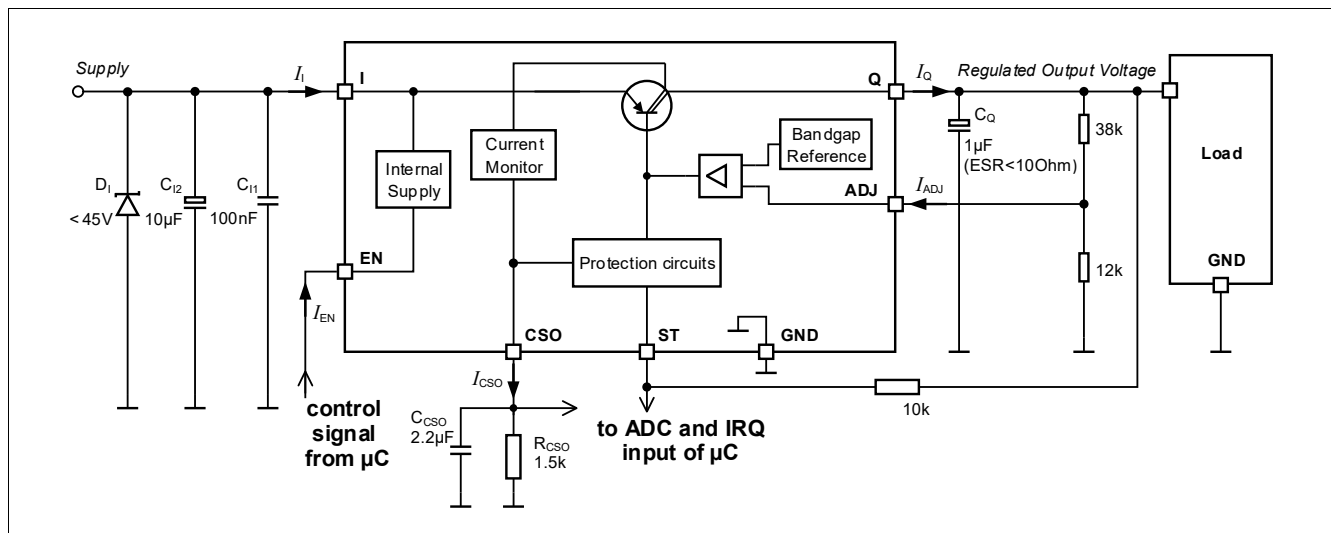 Supply
I_I
I
Q
I_Q
Regulated Output Voltage
D_I
< 45V
C_I2
10µF
C_I1
100nF
Internal
Supply
Current
Monitor
Bandgap
Reference
ADJ
I_ADJ
C_Q
1µF
(ESR<10Ohm)
38k
12k
Load
GND
EN
I_EN
Protection circuits
CSO
ST
GND
I_CSO
C_CSO
2.2µF
R_CSO
1.5k
10k
control
signal
from µC
to ADC and IRQ
input of µC